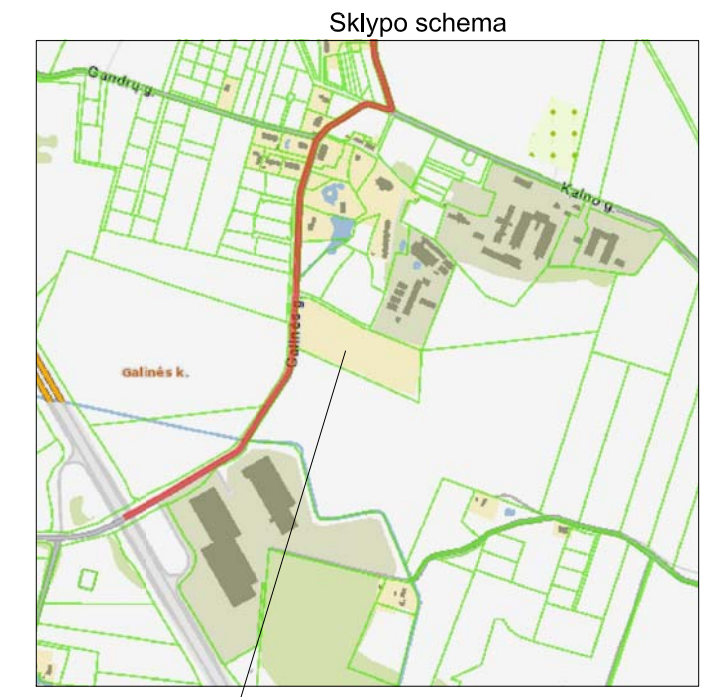 Sklypo schema
Gandrų g.
Kalno g.
Galinės g.
Galinės k.